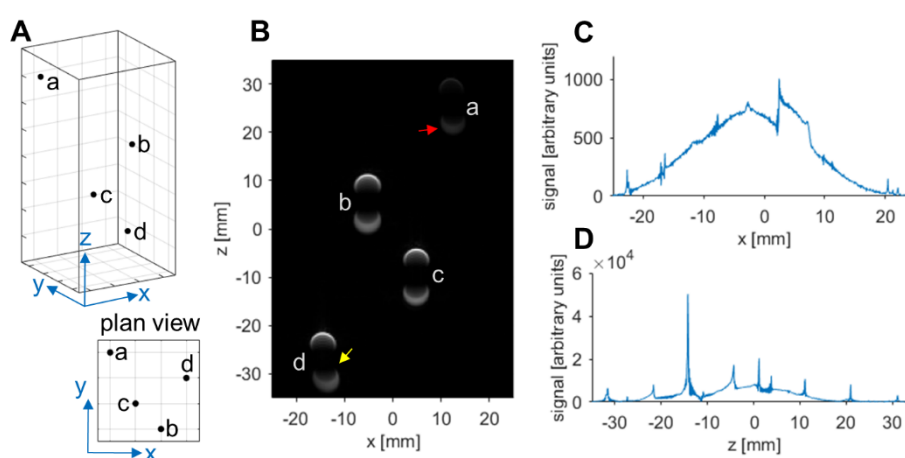 A
a
b
c
d
z
y
x
plan view
a
d
c
b
y
x
B
30
20
10
0
-10
-20
-30
z [mm]
a
b
c
d
-20 -10 0 10 20
x [mm]
C
1000
500
0
signal [arbitrary units]
-20 -10 0 10 20
x [mm]
D
×10⁴
6
4
2
0
signal [arbitrary units]
-30 -20 -10 0 10 20 30
z [mm]